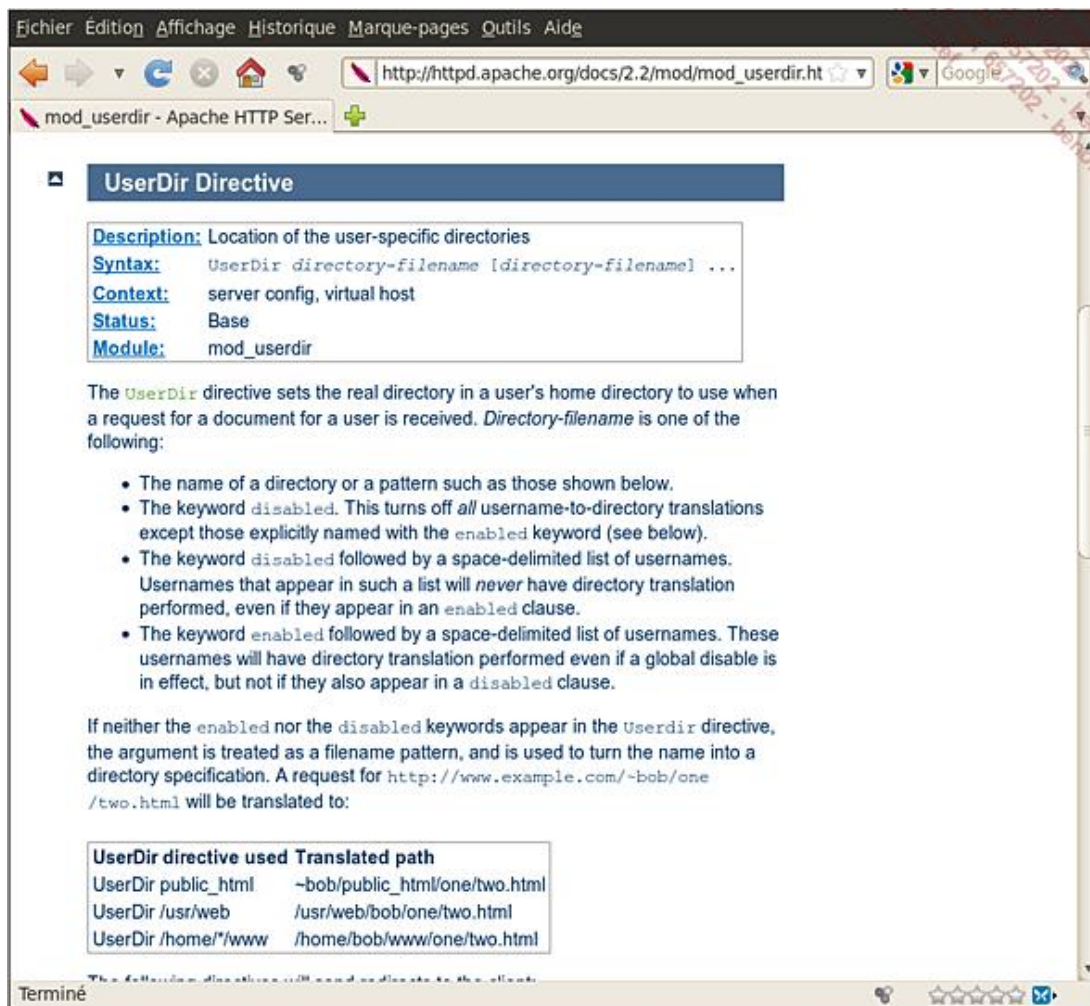 Fichier Édition Affichage Historique Marque-pages Outils Aide
http://httpd.apache.org/docs/2.2/mod/mod_userdir.ht
Google
mod_userdir - Apache HTTP Ser...
UserDir Directive
Description: Location of the user-specific directories
Syntax: UserDir directory-filename [directory-filename] ...
Context: server config, virtual host
Status: Base
Module: mod_userdir
The UserDir directive sets the real directory in a user's home directory to use when
a request for a document for a user is received. Directory-filename is one of the
following:
• The name of a directory or a pattern such as those shown below.
• The keyword disabled. This turns off all username-to-directory translations
except those explicitly named with the enabled keyword (see below).
• The keyword disabled followed by a space-delimited list of usernames.
Usernames that appear in such a list will never have directory translation
performed, even if they appear in an enabled clause.
• The keyword enabled followed by a space-delimited list of usernames. These
usernames will have directory translation performed even if a global disable is
in effect, but not if they also appear in a disabled clause.
If neither the enabled nor the disabled keywords appear in the Userdir directive,
the argument is treated as a filename pattern, and is used to turn the name into a
directory specification. A request for http://www.example.com/~bob/one
/two.html will be translated to:
UserDir directive used Translated path
UserDir public_html ~bob/public_html/one/two.html
UserDir /usr/web /usr/web/bob/one/two.html
UserDir /home/*/www /home/bob/www/one/two.html
The following directives will send redirects to the client:
Terminé